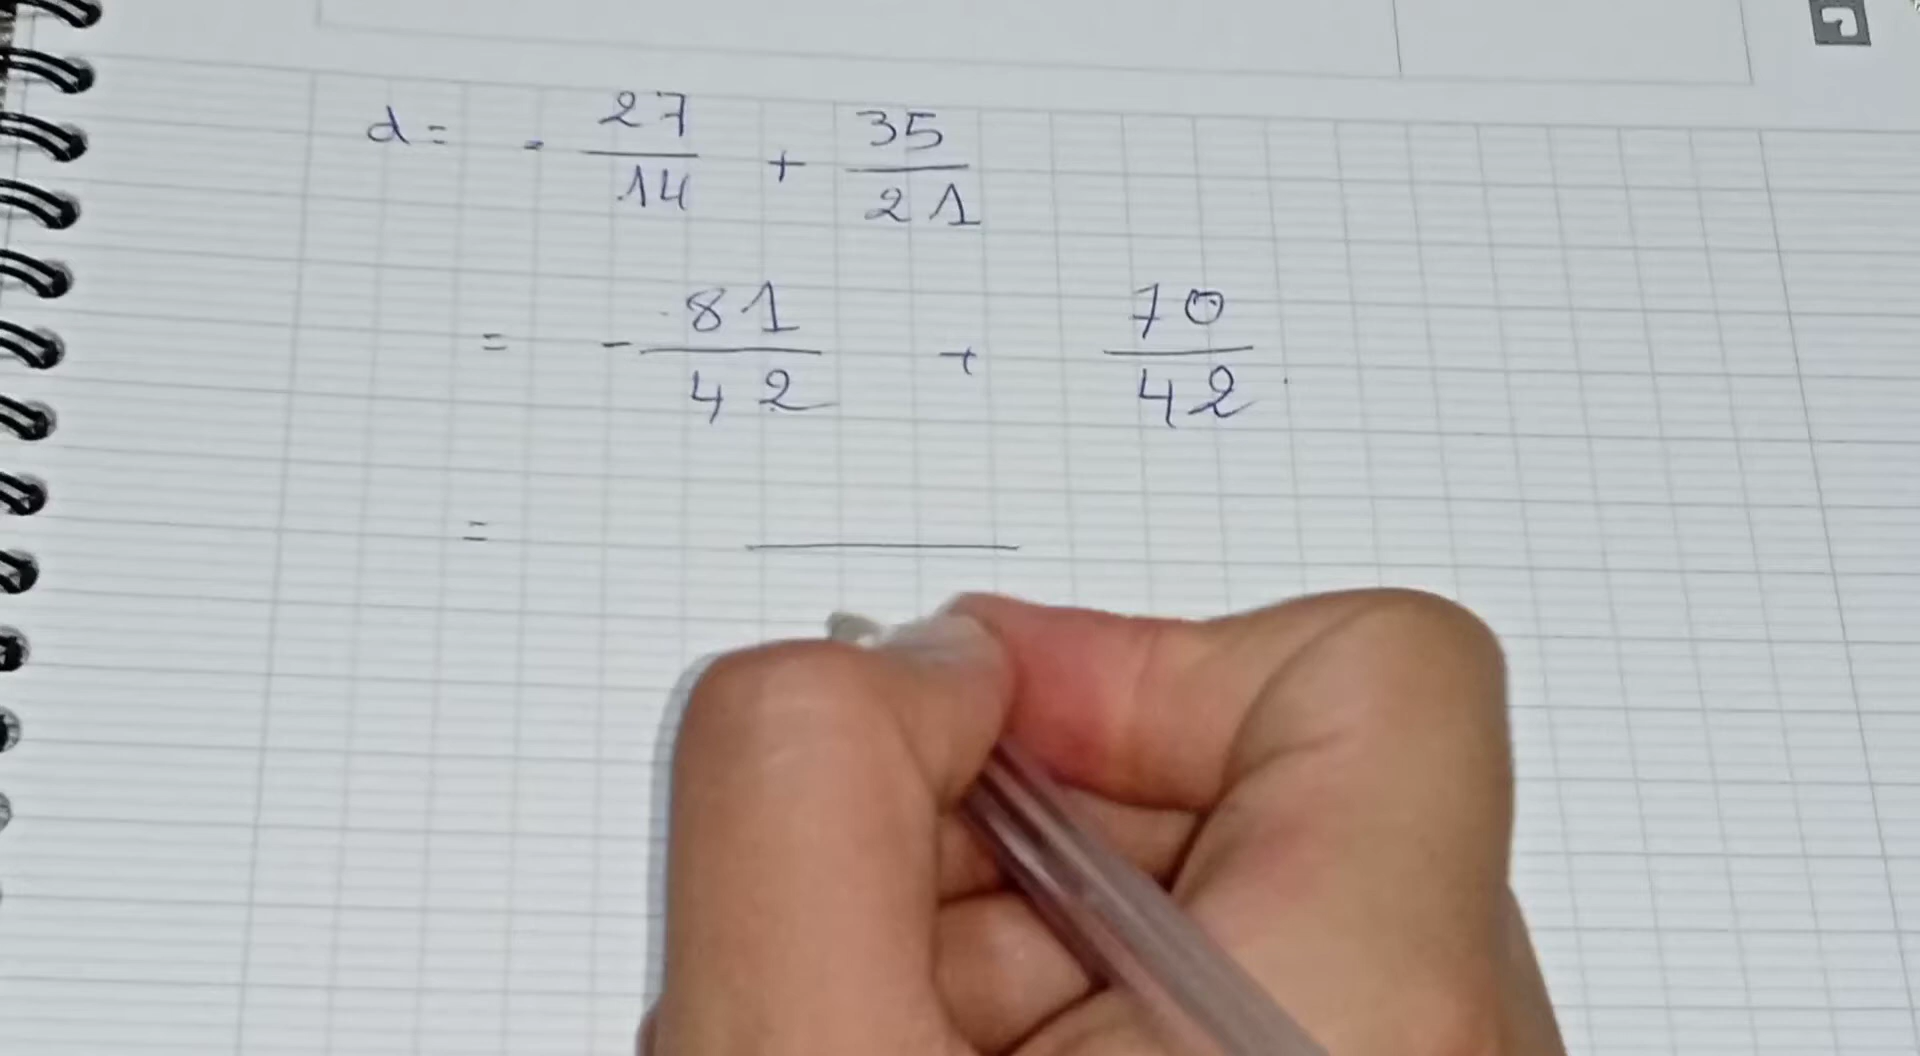 d = - 27/14 + 35/21
= - 81/42 + 70/42
=